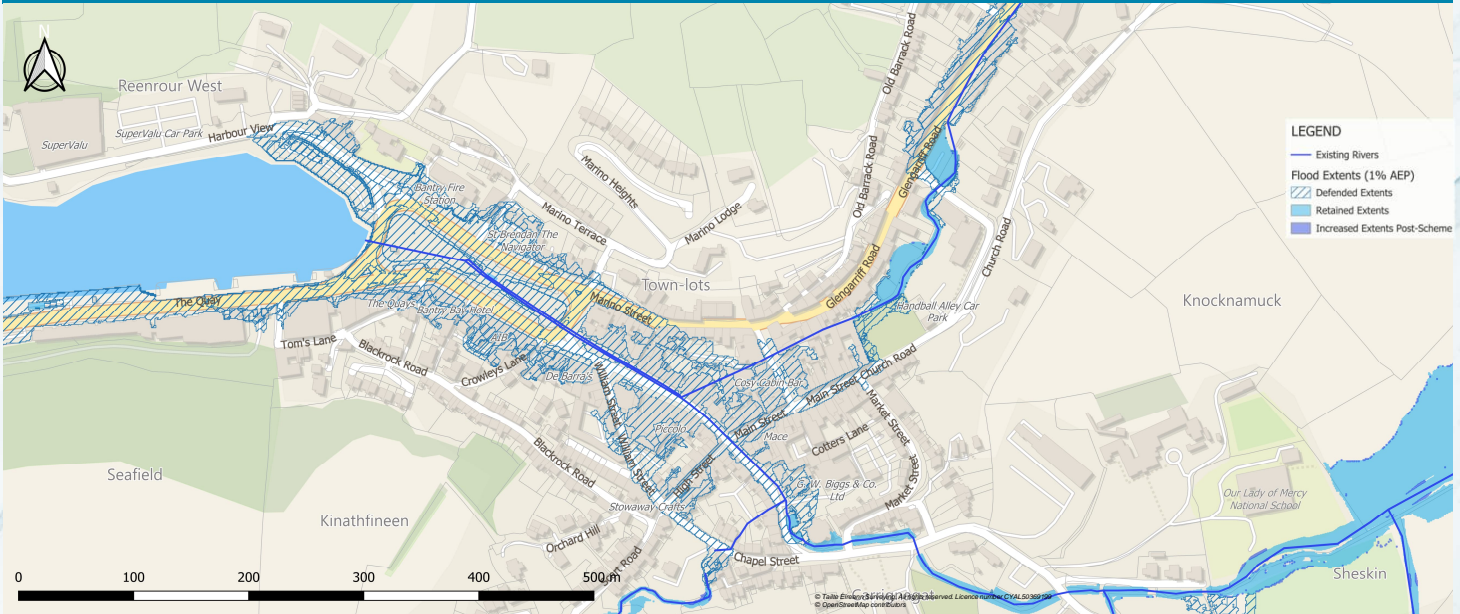 N
Reenrour West
SuperValu
SuperValu Car Park
Harbour View
Bantry Fire
Station
St Brendan The
Navigator
Marino Heights
Marino Terrace
Marino Lodge
Old Barrack Road
Old Barrack Road
Glengarriff Road
Glengarriff Road
Church Road
Town-lots
Knocknamuck
LEGEND
Existing Rivers
Flood Extents (1% AEP)
Defended Extents
Retained Extents
Increased Extents Post-Scheme
The Quay
The Quays
Bantry Bay Hotel
AIB
Marino Street
Handball Alley Car
Park
Tom's Lane
Blackrock Road
Crowleys Lane
De Barra's
William Street
William Street
Cosy Cabin Bar
Main Street
Church Road
Main Street
Piccolo
Mace
Market Street
Market Street
Cotters Lane
High Street
G. W. Biggs & Co.
Ltd
Blackrock Road
Stowaway Crafts
Orchard Hill
Chapel Street
Seafield
Kinathfineen
Our Lady of Mercy
National School
Sheskin
0 100 200 300 400 500 m
© OpenStreetMap contributors